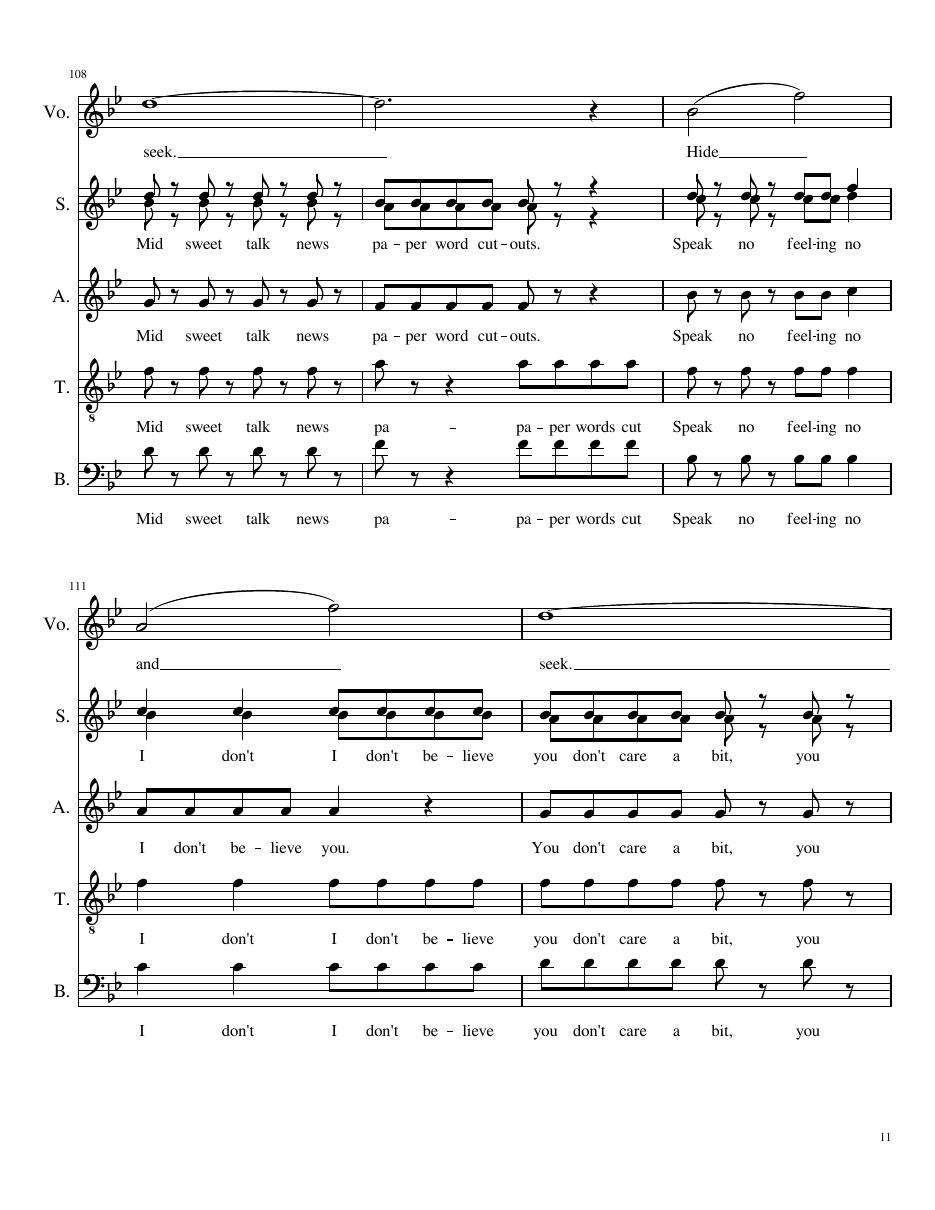 108
Vo.
seek. Hide
S.
Mid sweet talk news pa - per word cut - outs. Speak no feel-ing no
A.
Mid sweet talk news pa - per word cut - outs. Speak no feel-ing no
T.
8
Mid sweet talk news pa - pa - per words cut Speak no feel-ing no
B.
Mid sweet talk news pa - pa - per words cut Speak no feel-ing no
111
Vo.
and seek.
S.
I don't I don't be - lieve you don't care a bit, you
A.
I don't be - lieve you. You don't care a bit, you
T.
8
I don't I don't be - lieve you don't care a bit, you
B.
I don't I don't be - lieve you don't care a bit, you
11